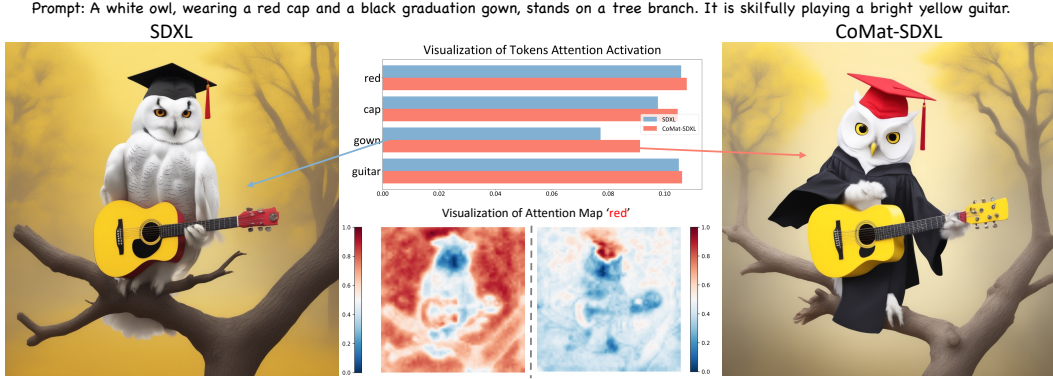 Prompt: A white owl, wearing a red cap and a black graduation gown, stands on a tree branch. It is skilfully playing a bright yellow guitar.
SDXL
CoMat-SDXL
Visualization of Tokens Attention Activation
red
cap
gown
guitar
SDXL
CoMat-SDXL
0.00 0.02 0.04 0.06 0.08 0.10
Visualization of Attention Map 'red'
1.0 1.0
0.8 0.8
0.6 0.6
0.4 0.4
0.2 0.2
0.0 0.0